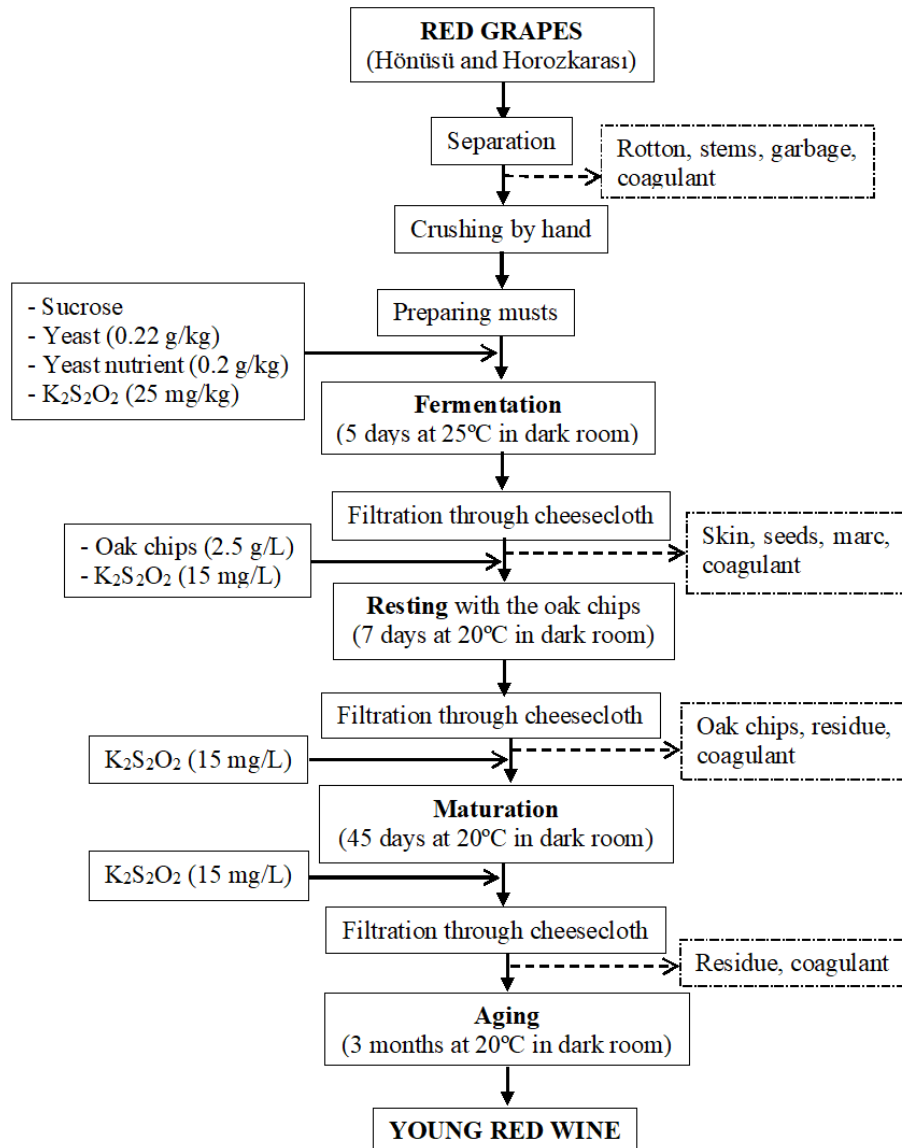 RED GRAPES
(Hönüsü and Horozkarası)
Separation
Rotton, stems, garbage,
coagulant
Crushing by hand
Preparing musts
- Sucrose
- Yeast (0.22 g/kg)
- Yeast nutrient (0.2 g/kg)
- K₂S₂O₂ (25 mg/kg)
Fermentation
(5 days at 25ºC in dark room)
Filtration through cheesecloth
Skin, seeds, marc,
coagulant
- Oak chips (2.5 g/L)
- K₂S₂O₂ (15 mg/L)
Resting with the oak chips
(7 days at 20ºC in dark room)
Filtration through cheesecloth
Oak chips, residue,
coagulant
K₂S₂O₂ (15 mg/L)
Maturation
(45 days at 20ºC in dark room)
K₂S₂O₂ (15 mg/L)
Filtration through cheesecloth
Residue, coagulant
Aging
(3 months at 20ºC in dark room)
YOUNG RED WINE